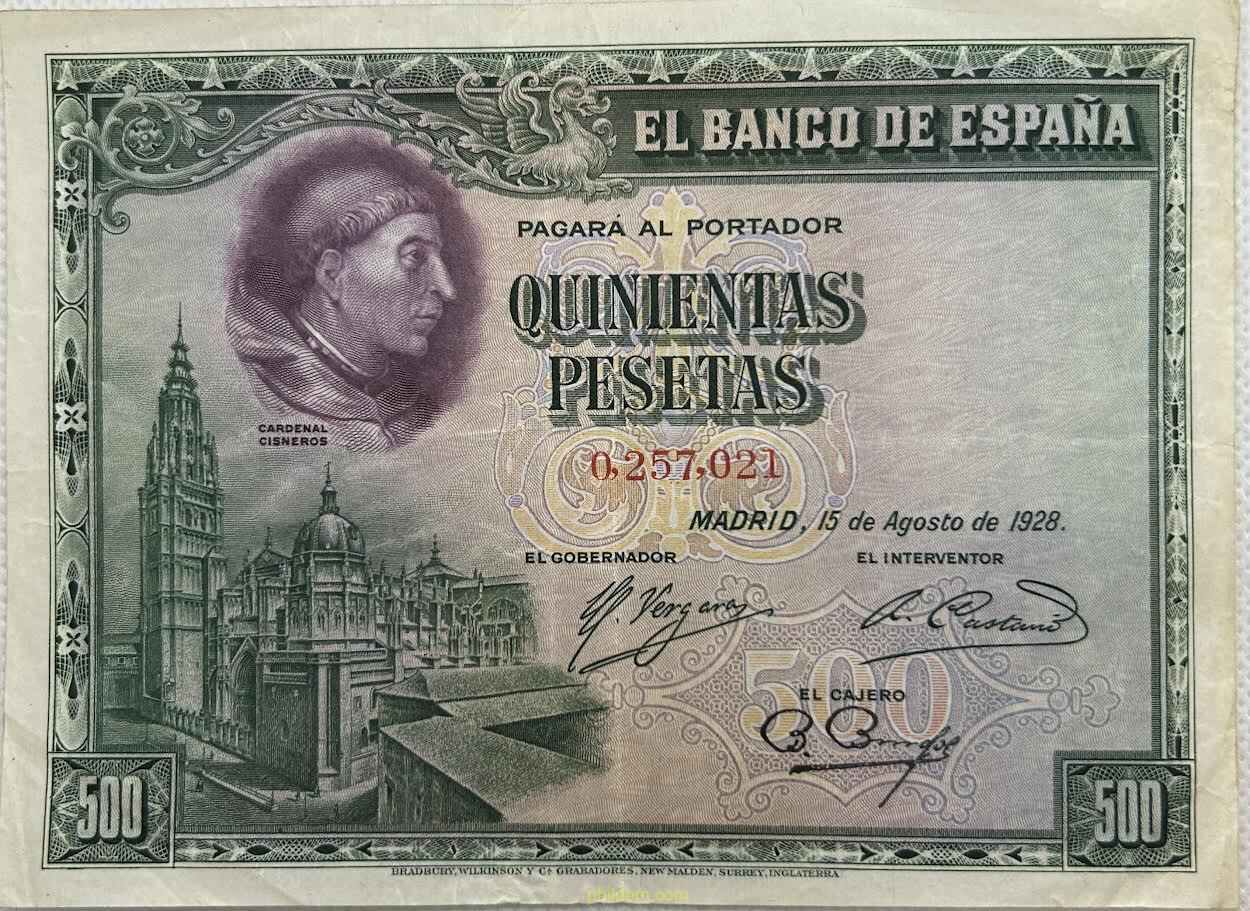 EL BANCO DE ESPAÑA
PAGARÁ AL PORTADOR
QUINIENTAS
PESETAS
CARDENAL
CISNEROS
0,257,021
MADRID, 15 de Agosto de 1928.
EL GOBERNADOR
EL INTERVENTOR
500
EL CAJERO
500
500
BRADBURY, WILKINSON Y Cª GRABADORES, NEW MALDEN, SURREY, INGLATERRA